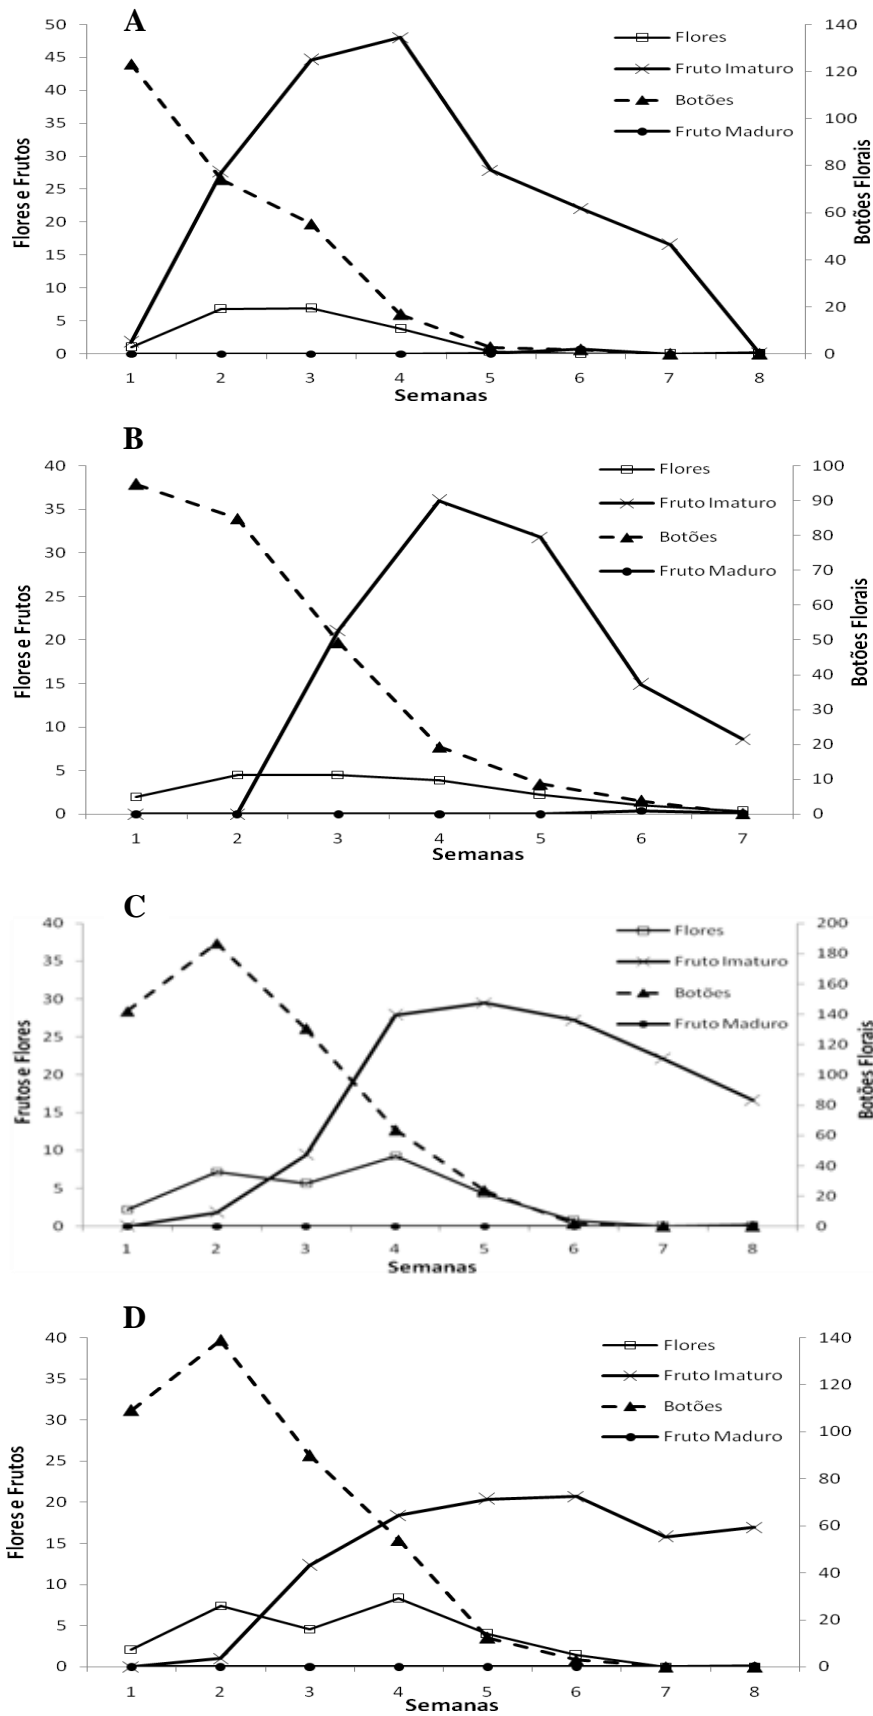 A
Flores
Fruto Imaturo
Botões
Fruto Maduro
50
45
40
35
30
25
20
15
10
5
0
140
120
100
80
60
40
20
0
Flores e Frutos
Botões Florais
1 2 3 4 5 6 7 8
Semanas
B
Flores
Fruto Imaturo
Botões
Fruto Maduro
40
35
30
25
20
15
10
5
0
100
90
80
70
60
50
40
30
20
10
0
Flores e Frutos
Botões Florais
1 2 3 4 5 6 7
Semanas
C
Flores
Fruto Imaturo
Botões
Fruto Maduro
40
35
30
25
20
15
10
5
0
200
180
160
140
120
100
80
60
40
20
0
Frutos e Flores
Botões Florais
1 2 3 4 5 6 7 8
Semanas
D
Flores
Fruto Imaturo
Botões
Fruto Maduro
40
35
30
25
20
15
10
5
0
140
120
100
80
60
40
20
0
Flores e Frutos
Botões Florais
1 2 3 4 5 6 7 8
Semanas